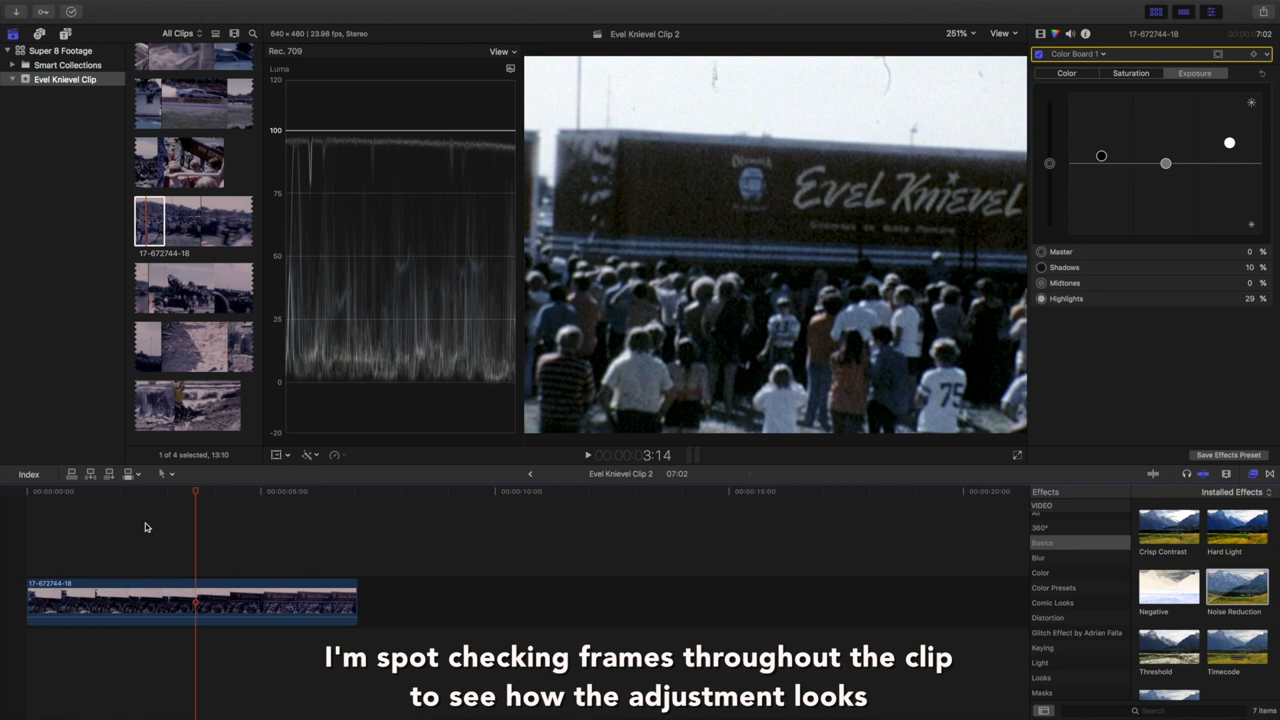 All Clips
640 x 480 | 23.98 fps, Stereo
Evel Knievel Clip 2
251%
View
17-672744-18
7:02
Super 8 Footage
Smart Collections
Evel Knievel Clip
Rec. 709
View
Luma
120
100
75
50
25
0
-20
Olympia
EVEL KNIEVEL
75
17-672744-18
1 of 4 selected, 13:10
Color Board 1
Color
Saturation
Exposure
Master 0 %
Shadows 10 %
Midtones 0 %
Highlights 29 %
Save Effects Preset
3:14
Index
Evel Knievel Clip 2
07:02
00:00:00:00
00:00:05:00
00:00:10:00
00:00:15:00
00:00:20:00
17-672744-18
Effects
Installed Effects
VIDEO
All
360°
Basics
Blur
Color
Color Presets
Comic Looks
Distortion
Glitch Effect by Adrian Falla
Keying
Light
Looks
Masks
Crisp Contrast
Hard Light
Negative
Noise Reduction
Threshold
Timecode
Search
7 items
I'm spot checking frames throughout the clip
to see how the adjustment looks